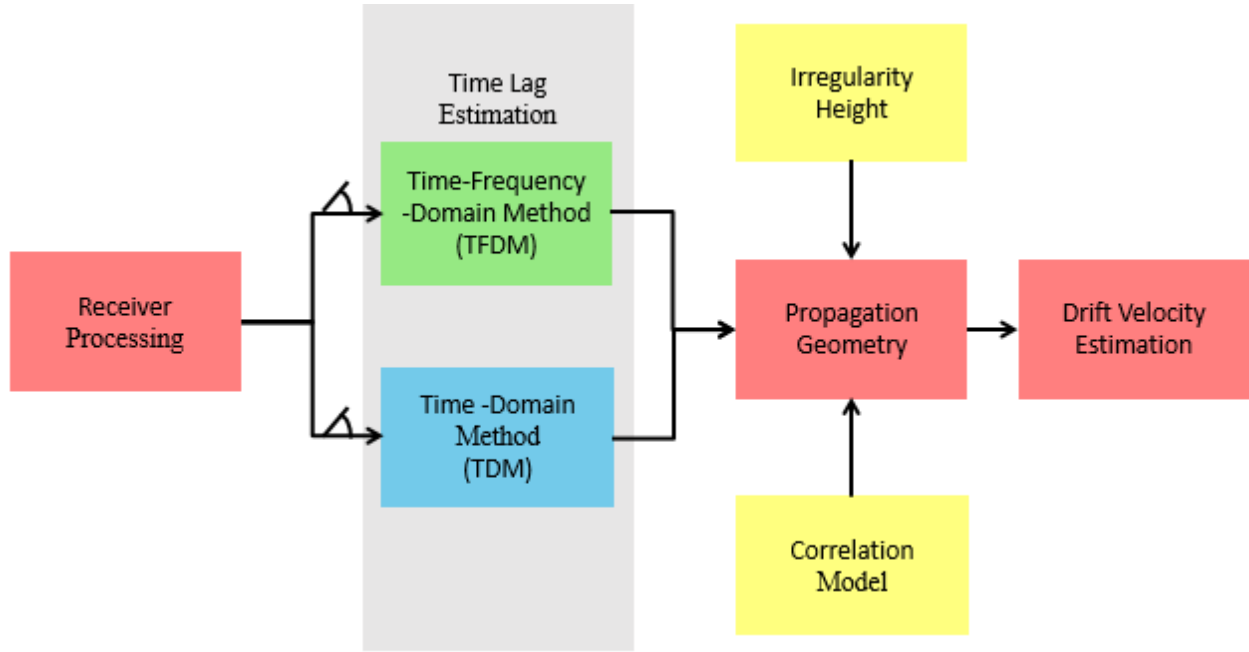 Receiver
Processing
Time Lag
Estimation
Time-Frequency
-Domain Method
(TFDM)
Time -Domain
Method
(TDM)
Irregularity
Height
Propagation
Geometry
Correlation
Model
Drift Velocity
Estimation